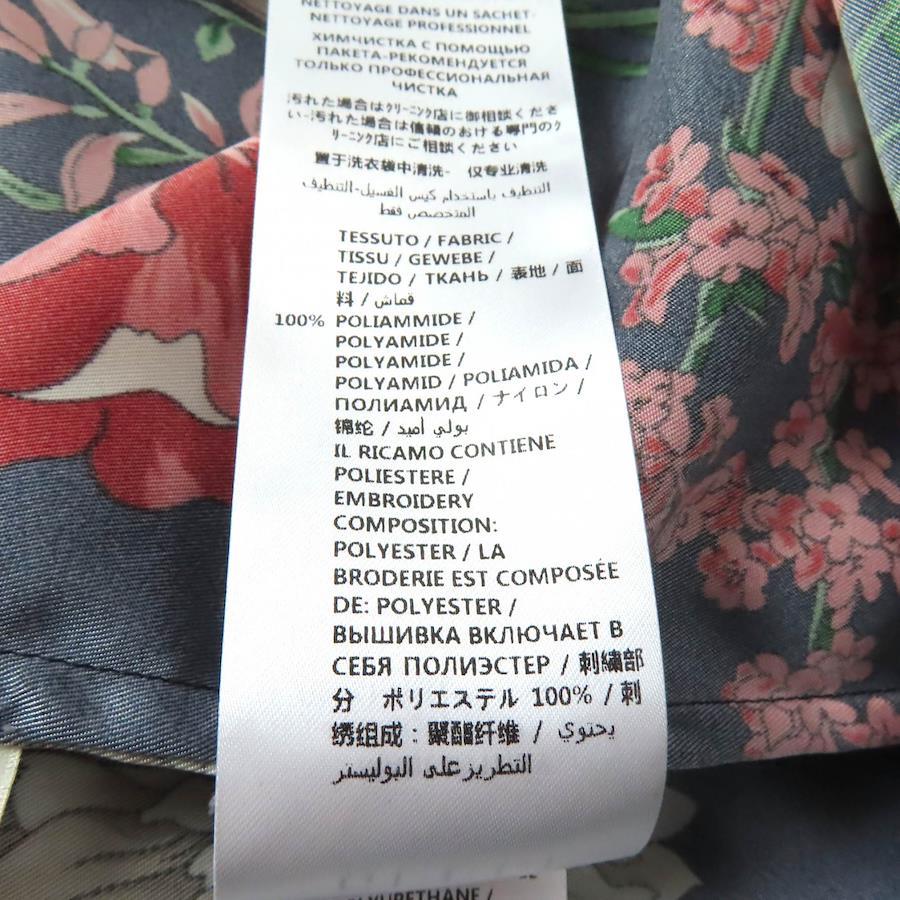 NETTOYAGE DANS UN SACHET-
NETTOYAGE PROFESSIONNEL
ХИМЧИСТКА С ПОМОЩЬЮ
ПАКЕТА-РЕКОМЕНДУЕТСЯ
ТОЛЬКО ПРОФЕССИОНАЛЬНАЯ
ЧИСТКА
汚れた場合はクリーニング店に御相談くださ
い-汚れた場合は信頼のおける専門のク
リーニング店にご相談ください
置于洗衣袋中清洗- 仅专业清洗
التنظيف باستخدام كيس الغسيل-التنظيف
المتخصص فقط
TESSUTO / FABRIC /
TISSU / GEWEBE /
TEJIDO / ТКАНЬ / 表地 / 面
料 / قماش
100% POLIAMMIDE /
POLYAMIDE /
POLYAMIDE /
POLYAMID / POLIAMIDA /
ПОЛИАМИД / ナイロン /
锦纶 / بولي أميد
IL RICAMO CONTIENE
POLIESTERE /
EMBROIDERY
COMPOSITION:
POLYESTER / LA
BRODERIE EST COMPOSÉE
DE: POLYESTER /
ВЫШИВКА ВКЛЮЧАЕТ В
СЕБЯ ПОЛИЭСТЕР / 刺繍部
分 ポリエステル 100% / 刺
绣组成 : 聚酯纤维 / يحتوي
التطريز على البوليستر